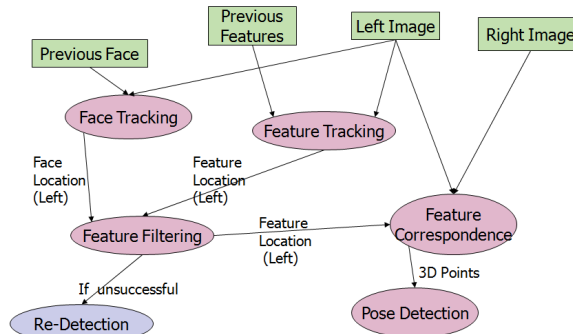 Previous
Features
Left Image
Right Image
Previous Face
Face Tracking
Feature Tracking
Face
Location
(Left)
Feature
Location
(Left)
Feature Filtering
Feature
Location
(Left)
Feature
Correspondence
If unsuccessful
3D Points
Re-Detection
Pose Detection